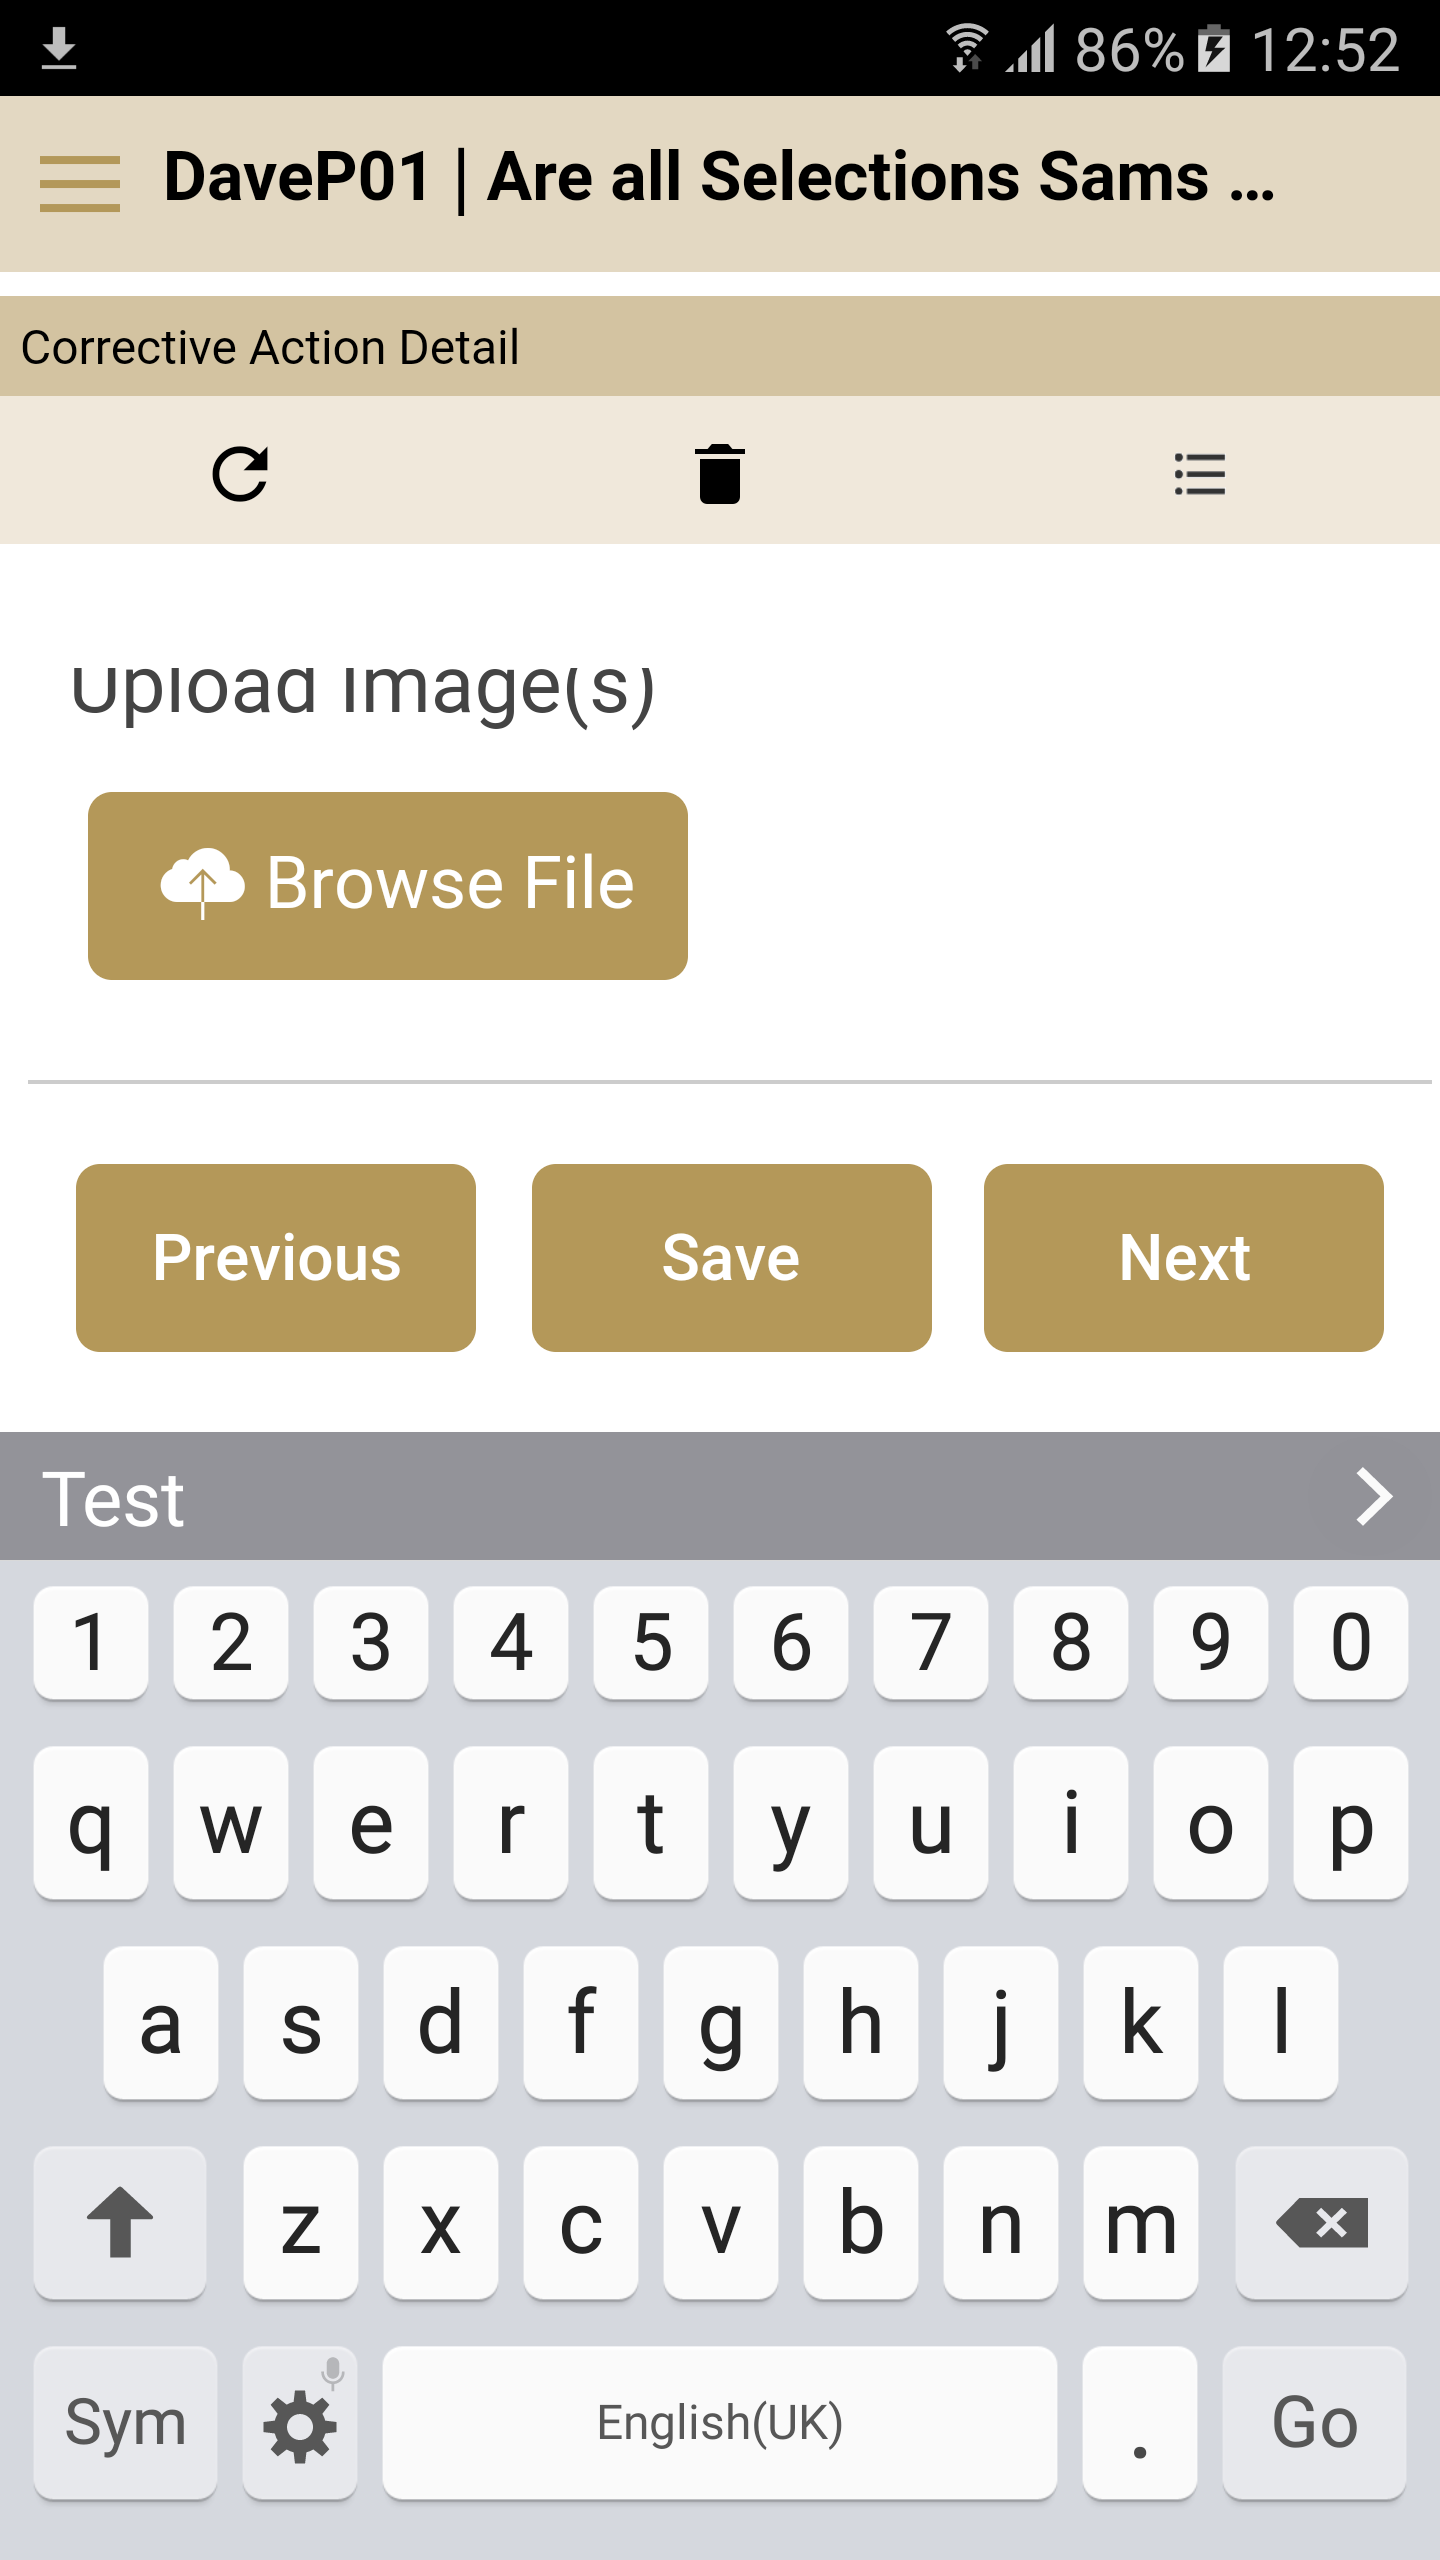 86% 12:52
DaveP01 | Are all Selections Sams ...
Corrective Action Detail
Upload Image(s)
Browse File
Previous Save Next
Test
1 2 3 4 5 6 7 8 9 0
q w e r t y u i o p
a s d f g h j k l
z x c v b n m
Sym English(UK) . Go